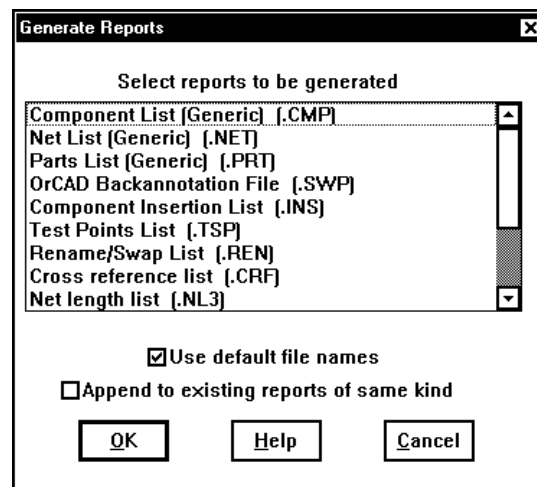 Generate Reports
Select reports to be generated
Component List (Generic) (.CMP)
Net List (Generic) (.NET)
Parts List (Generic) (.PRT)
OrCAD Backannotation File (.SWP)
Component Insertion List (.INS)
Test Points List (.TSP)
Rename/Swap List (.REN)
Cross reference list (.CRF)
Net length list (.NL3)
Use default file names
Append to existing reports of same kind
OK Help Cancel